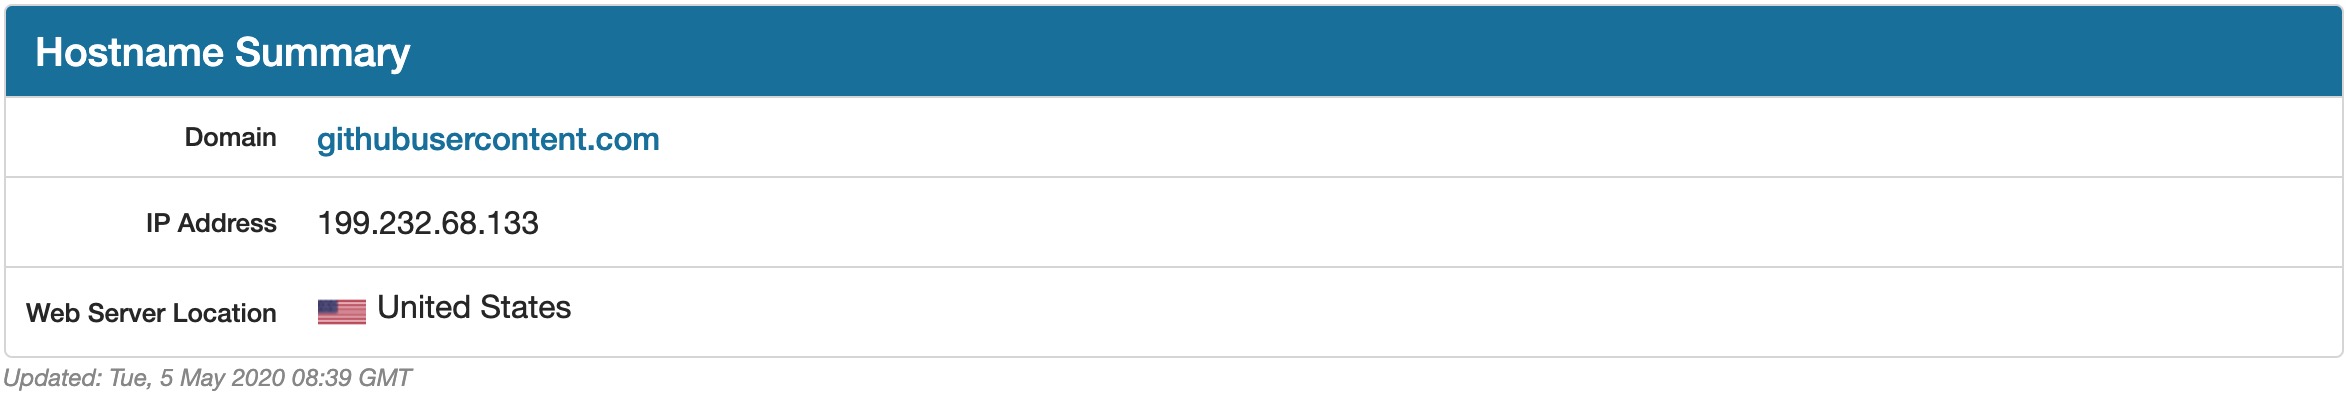 Hostname Summary
Domain githubusercontent.com
IP Address 199.232.68.133
Web Server Location United States
Updated: Tue, 5 May 2020 08:39 GMT